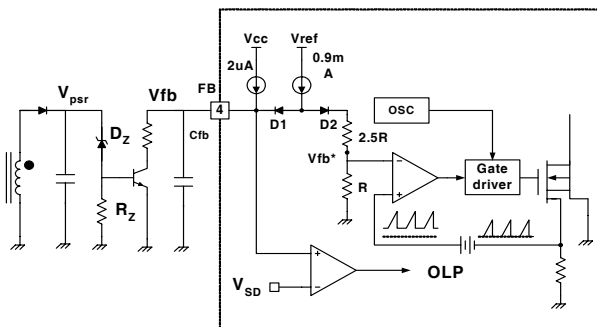 Vcc
Vref
2uA
0.9m
A
Vpsr
Vfb
FB
4
D1
D2
OSC
DZ
Cfb
2.5R
Vfb*
R
Gate
driver
RZ
VSD
OLP
−
+
+
−